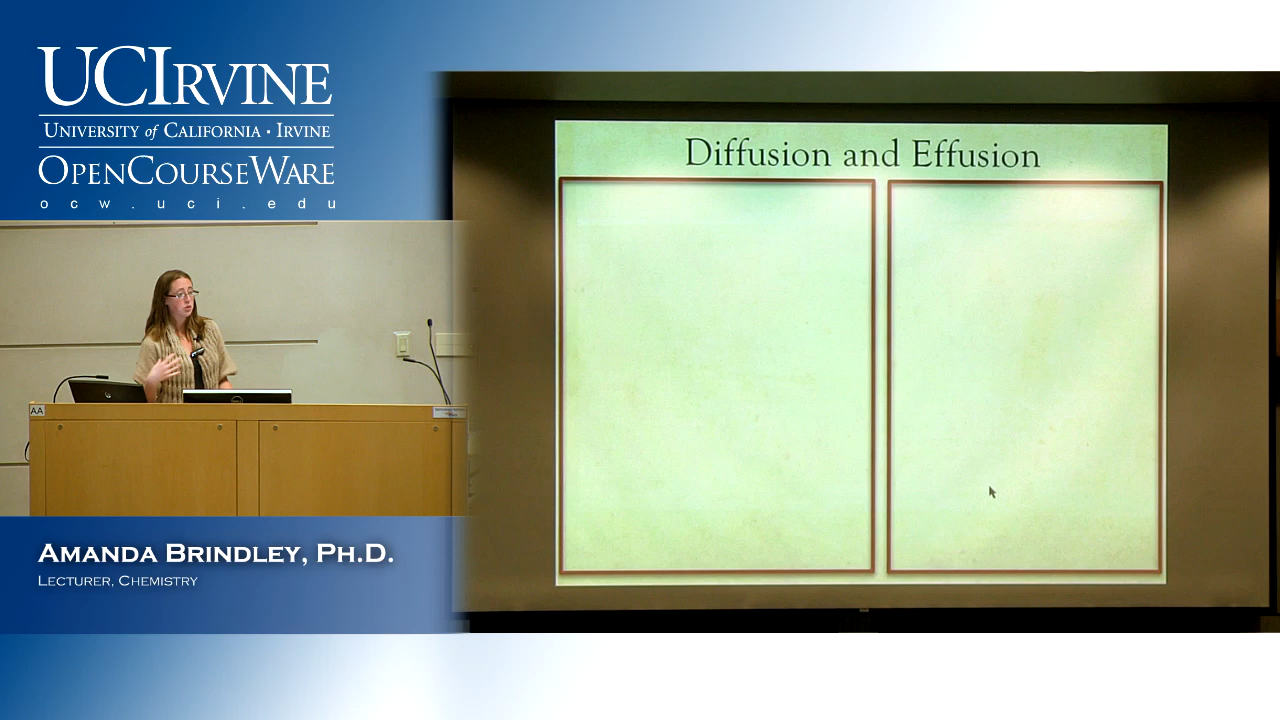 UCIRVINE
UNIVERSITY of CALIFORNIA • IRVINE
OPENCOURSEWARE
ocw.uci.edu
Diffusion and Effusion
AA
AMANDA BRINDLEY, PH.D.
LECTURER, CHEMISTRY